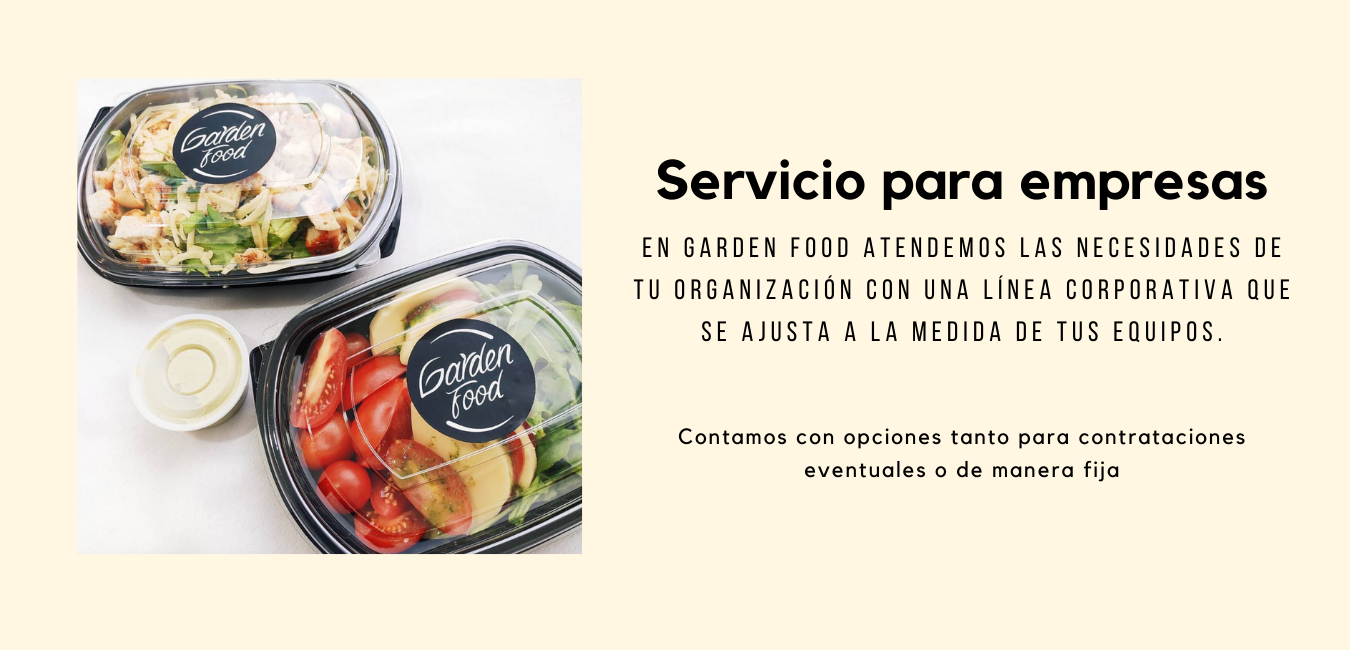 Garden
food
Garden
food
Servicio para empresas
EN GARDEN FOOD ATENDEMOS LAS NECESIDADES DE
TU ORGANIZACIÓN CON UNA LÍNEA CORPORATIVA QUE
SE AJUSTA A LA MEDIDA DE TUS EQUIPOS.
Contamos con opciones tanto para contrataciones
eventuales o de manera fija